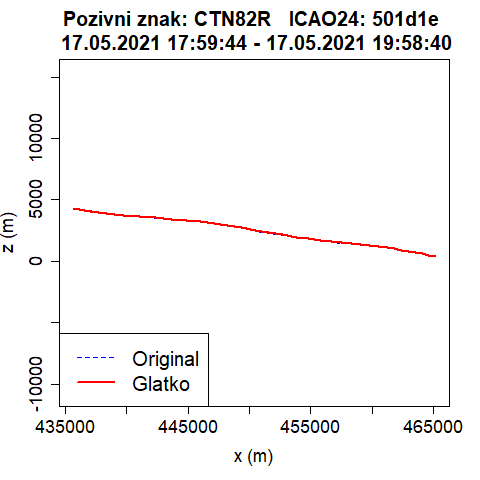 Pozivni znak: CTN82R   ICAO24: 501d1e
17.05.2021 17:59:44 - 17.05.2021 19:58:40
10000
5000
0
-10000
z (m)
Original
Glatko
435000
445000
455000
465000
x (m)